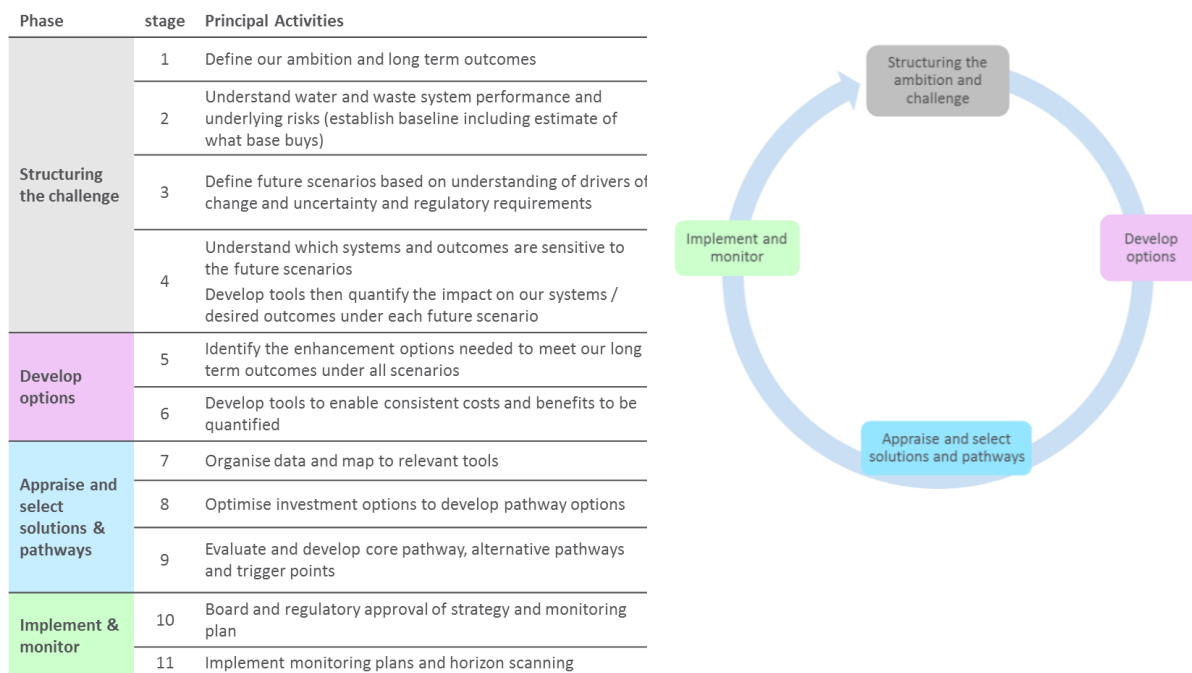 Phase stage Principal Activities
Structuring
the challenge
1 Define our ambition and long term outcomes
2 Understand water and waste system performance and
underlying risks (establish baseline including estimate of
what base buys)
3 Define future scenarios based on understanding of drivers of
change and uncertainty and regulatory requirements
4 Understand which systems and outcomes are sensitive to
the future scenarios
Develop tools then quantify the impact on our systems /
desired outcomes under each future scenario
Develop
options
5 Identify the enhancement options needed to meet our long
term outcomes under all scenarios
6 Develop tools to enable consistent costs and benefits to be
quantified
Appraise and
select
solutions &
pathways
7 Organise data and map to relevant tools
8 Optimise investment options to develop pathway options
9 Evaluate and develop core pathway, alternative pathways
and trigger points
Implement &
monitor
10 Board and regulatory approval of strategy and monitoring
plan
11 Implement monitoring plans and horizon scanning
Structuring the
ambition and
challenge
Develop
options
Appraise and select
solutions and pathways
Implement and
monitor